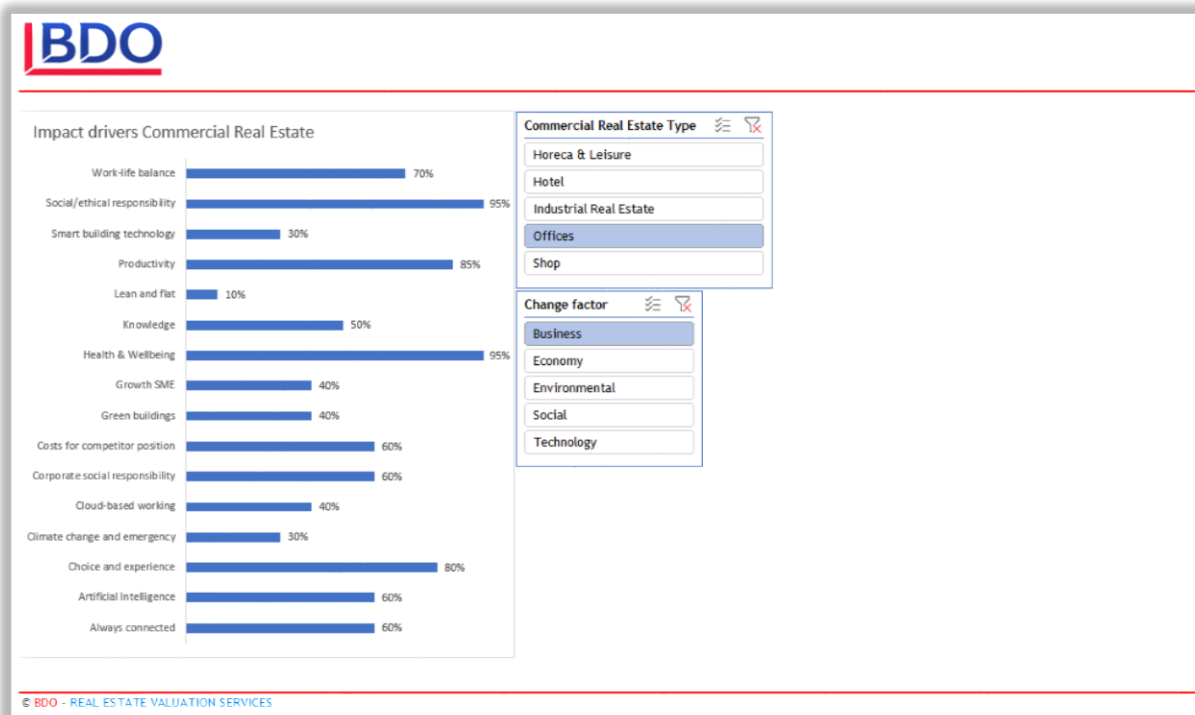 BDO
Impact drivers Commercial Real Estate
Work-life balance 70%
Social/ethical responsibility 95%
Smart building technology 30%
Productivity 85%
Lean and flat 10%
Knowledge 50%
Health & Wellbeing 95%
Growth SME 40%
Green buildings 40%
Costs for competitor position 60%
Corporate social responsibility 60%
Cloud-based working 40%
Climate change and emergency 30%
Choice and experience 80%
Artificial Intelligence 60%
Always connected 60%
Commercial Real Estate Type
Horeca & Leisure
Hotel
Industrial Real Estate
Offices
Shop
Change factor
Business
Economy
Environmental
Social
Technology
© BDO - REAL ESTATE VALUATION SERVICES